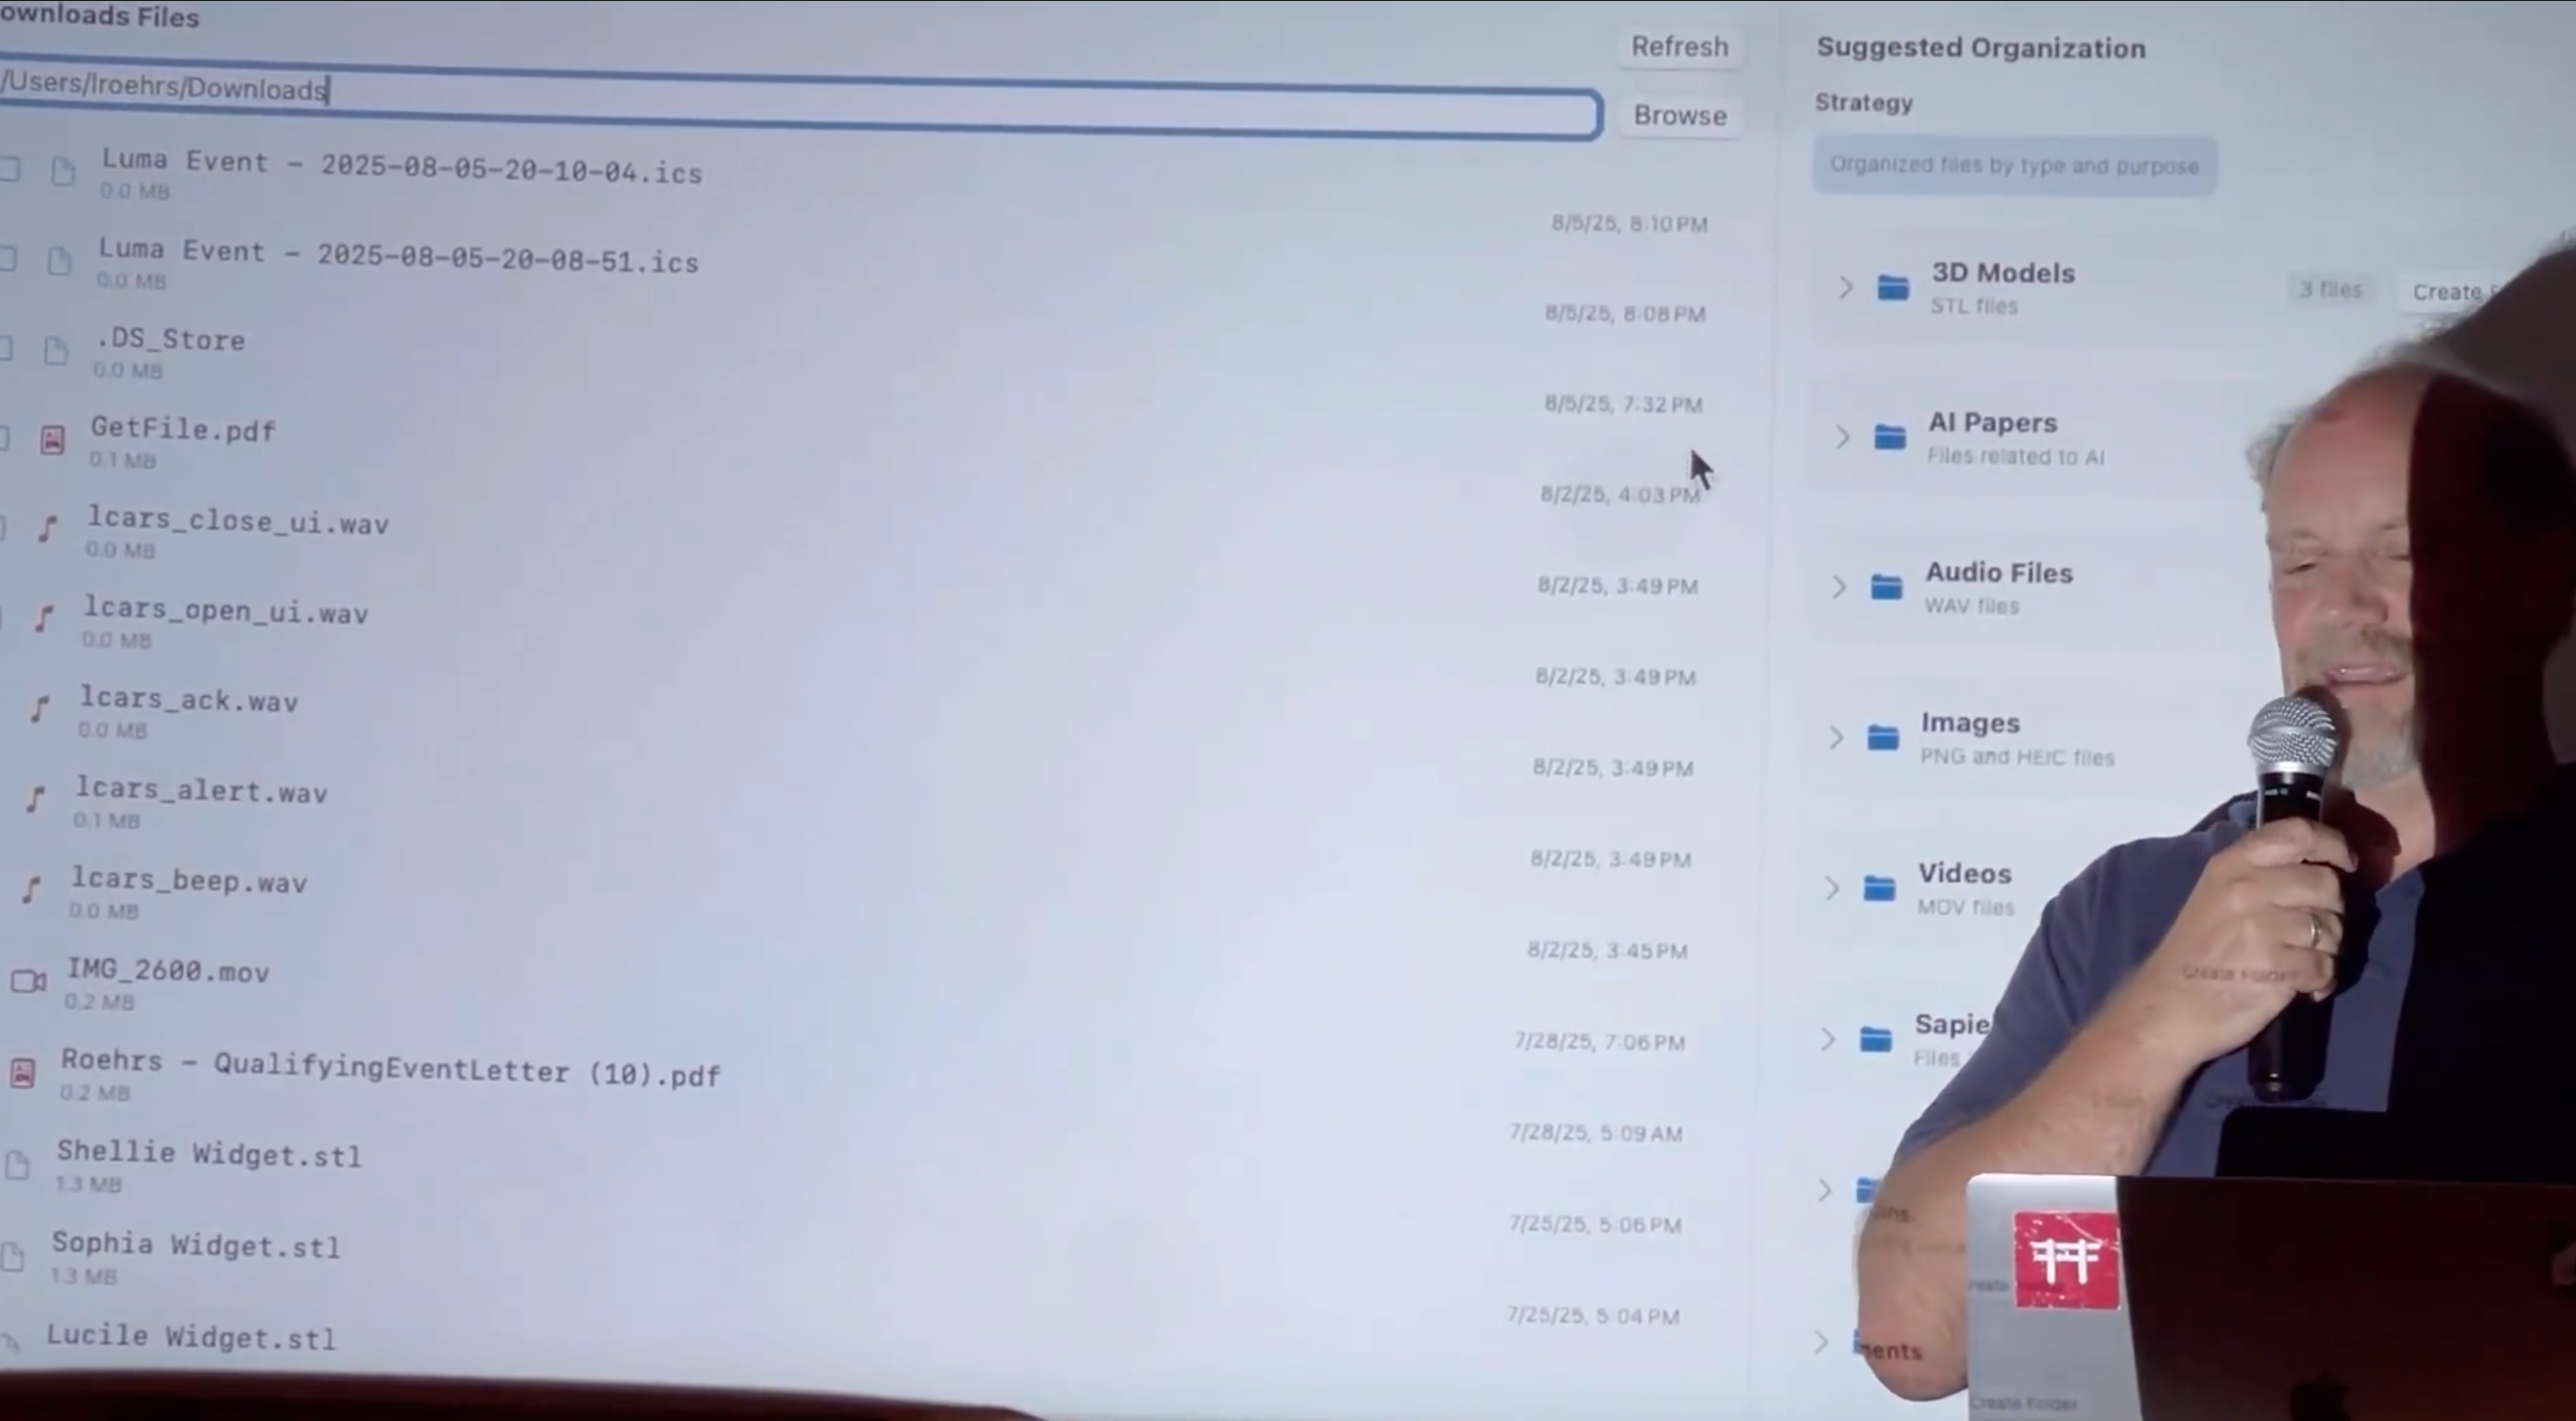 ownloads Files
Refresh
/Users/lroehrs/Downloads
Browse
Luma Event - 2025-08-05-20-10-04.ics
0.0 MB
8/5/25, 8:10 PM
Luma Event - 2025-08-05-20-08-51.ics
0.0 MB
8/5/25, 8:08 PM
.DS_Store
0.0 MB
8/5/25, 7:32 PM
GetFile.pdf
0.1 MB
8/2/25, 4:03 PM
lcars_close_ui.wav
0.0 MB
8/2/25, 3:49 PM
lcars_open_ui.wav
0.0 MB
8/2/25, 3:49 PM
lcars_ack.wav
0.0 MB
8/2/25, 3:49 PM
lcars_alert.wav
0.1 MB
8/2/25, 3:49 PM
lcars_beep.wav
0.0 MB
8/2/25, 3:45 PM
IMG_2600.mov
0.2 MB
7/28/25, 7:06 PM
Roehrs - QualifyingEventLetter (10).pdf
0.2 MB
7/28/25, 5:09 AM
Shellie Widget.stl
1.3 MB
7/25/25, 5:06 PM
Sophia Widget.stl
1.3 MB
7/25/25, 5:04 PM
Lucile Widget.stl
Suggested Organization
Strategy
Organized files by type and purpose
3D Models
STL files
3 files
Create
AI Papers
Files related to AI
Audio Files
WAV files
Images
PNG and HEIC files
Videos
MOV files
Create Folder
Sapie
Files
ments
Create Folder